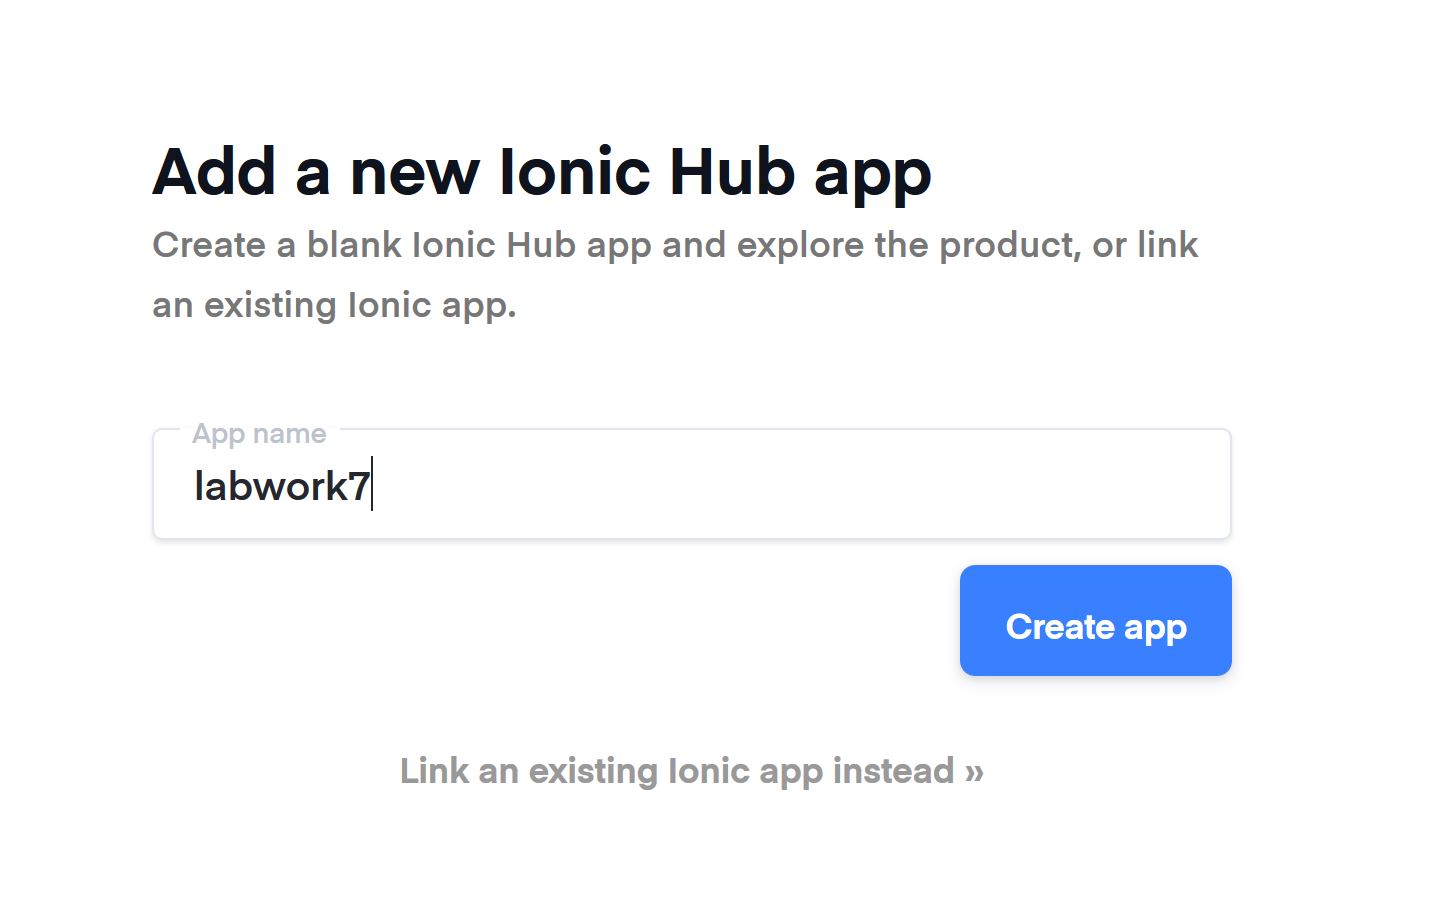 Add a new Ionic Hub app
Create a blank Ionic Hub app and explore the product, or link
an existing Ionic app.
App name
labwork7
Create app
Link an existing Ionic app instead »